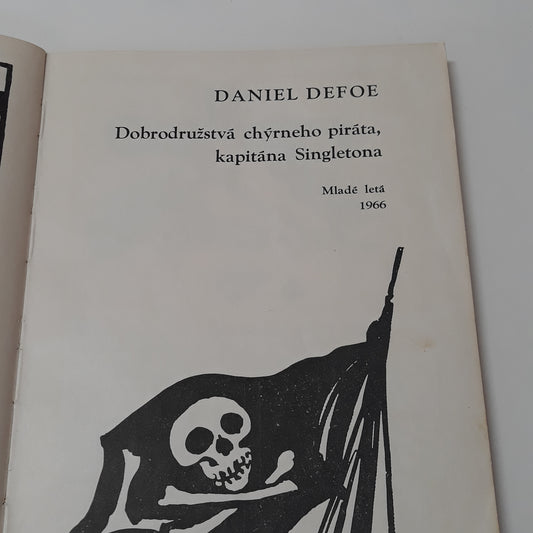 DANIEL DEFOE
Dobrodružstvá chýrneho piráta,
kapitána Singletona
Mladé letá
1966